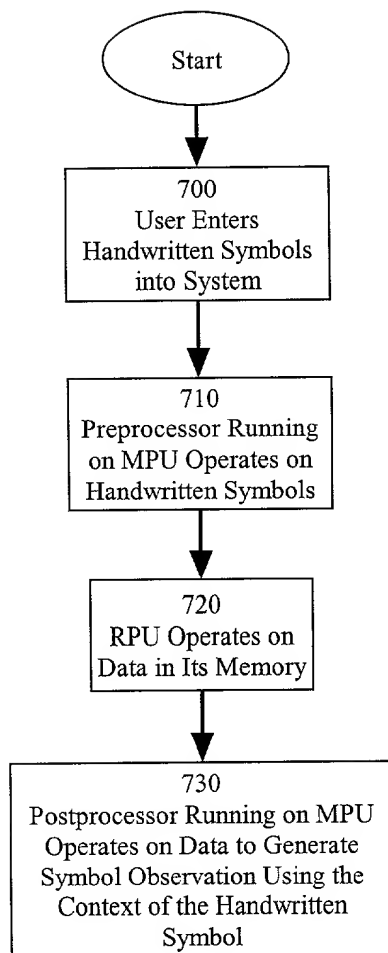 Start
700
User Enters
Handwritten Symbols
into System
710
Preprocessor Running
on MPU Operates on
Handwritten Symbols
720
RPU Operates on
Data in Its Memory
730
Postprocessor Running on MPU
Operates on Data to Generate
Symbol Observation Using the
Context of the Handwritten
Symbol